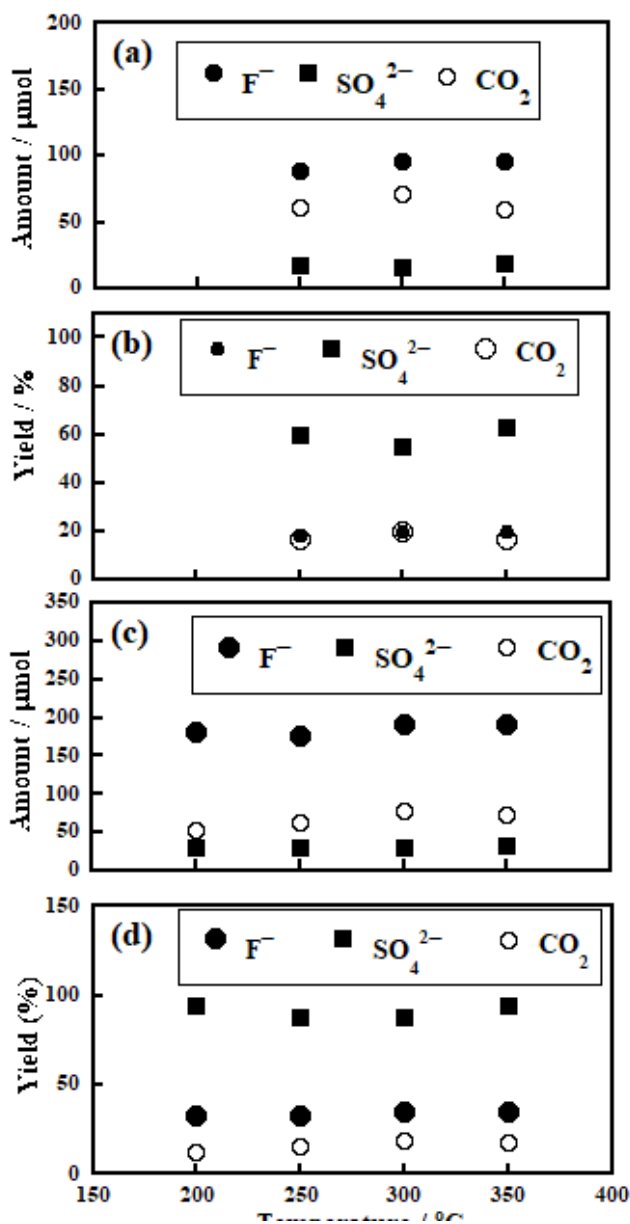 200
(a)
F⁻ SO₄²⁻ CO₂
150
100
50
0
Amount / μmol
(b)
F⁻ SO₄²⁻ CO₂
100
80
60
40
20
0
Yield / %
350
(c)
F⁻ SO₄²⁻ CO₂
300
250
200
150
100
50
0
Amount / μmol
150
(d)
F⁻ SO₄²⁻ CO₂
100
50
0
Yield (%)
150 200 250 300 350 400
Temperature / °C